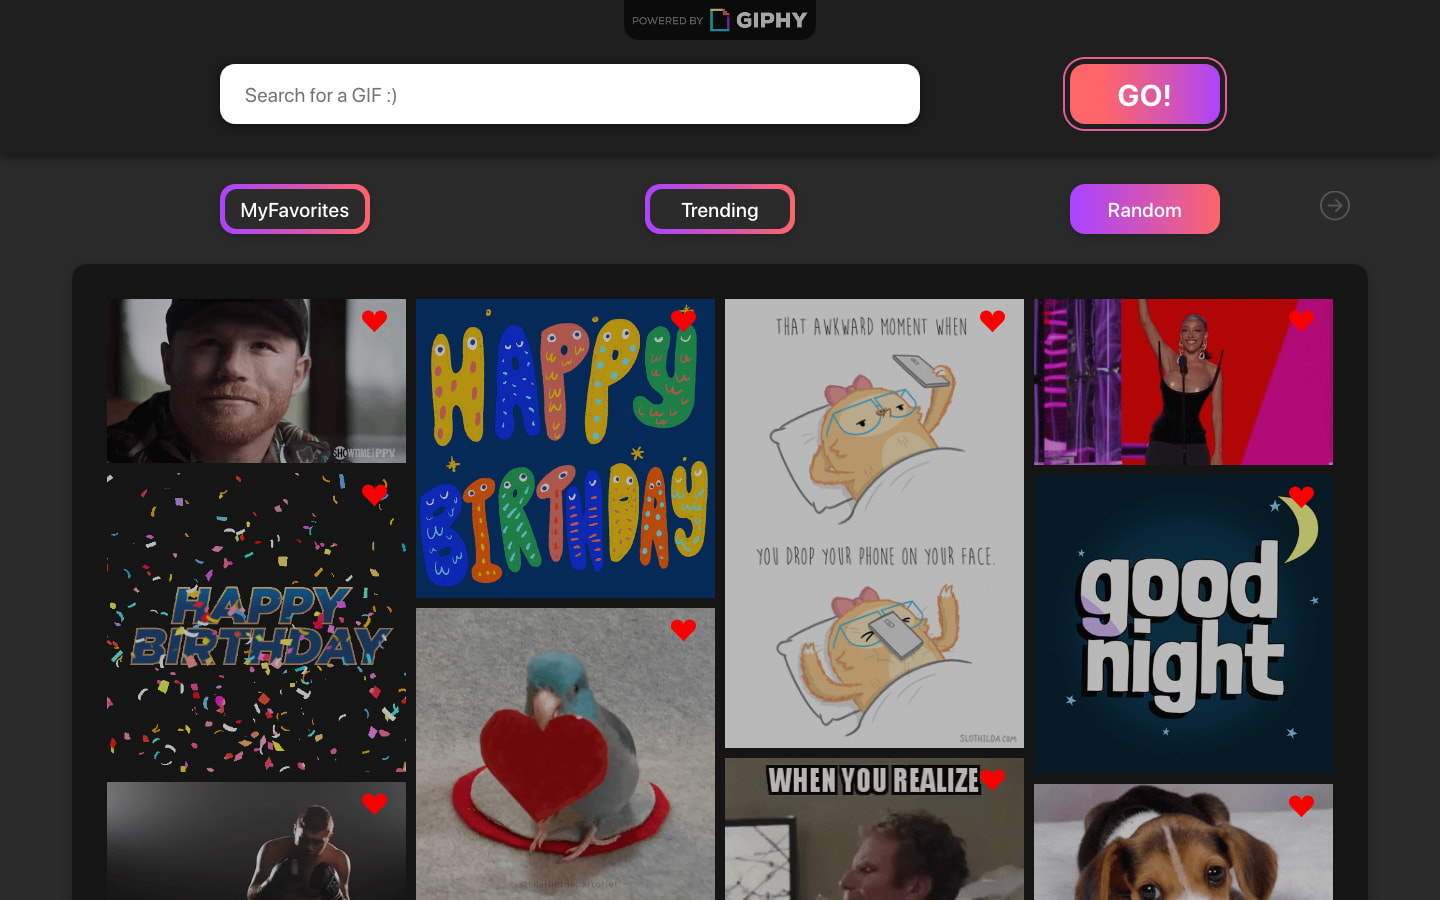 POWERED BY GIPHY
Search for a GIF :)
GO!
MyFavorites
Trending
Random
SHOWTIME PPV
HAPPY
BIRTHDAY
THAT AWKWARD MOMENT WHEN
YOU DROP YOUR PHONE ON YOUR FACE.
SLOTHILDA.COM
good
night
HAPPY
BIRTHDAY
WHEN YOU REALIZE